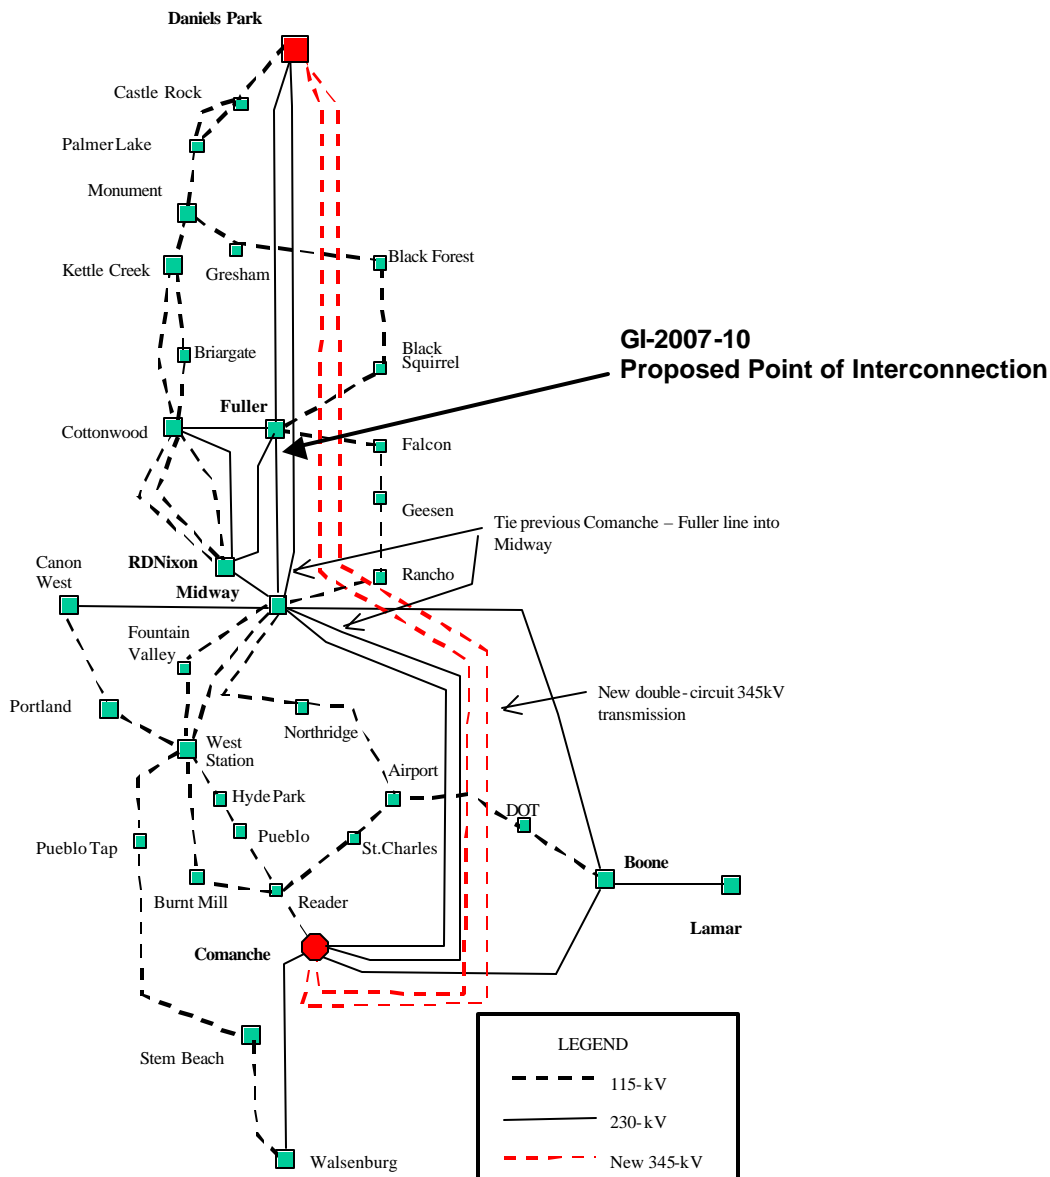 Daniels Park
Castle Rock
Palmer Lake
Monument
Kettle Creek
Gresham
Black Forest
GI-2007-10
Proposed Point of Interconnection
Briargate
Black
Squirrel
Fuller
Cottonwood
Falcon
Geesen
Tie previous Comanche – Fuller line into
Midway
RDNixon
Canon
West
Midway
Rancho
Fountain
Valley
Portland
Northridge
New double-circuit 345kV
transmission
West
Station
Airport
Hyde Park
DOT
Pueblo Tap
Pueblo
St.Charles
Boone
Burnt Mill
Reader
Lamar
Comanche
Stem Beach
LEGEND
115-kV
230-kV
New 345-kV
Walsenburg